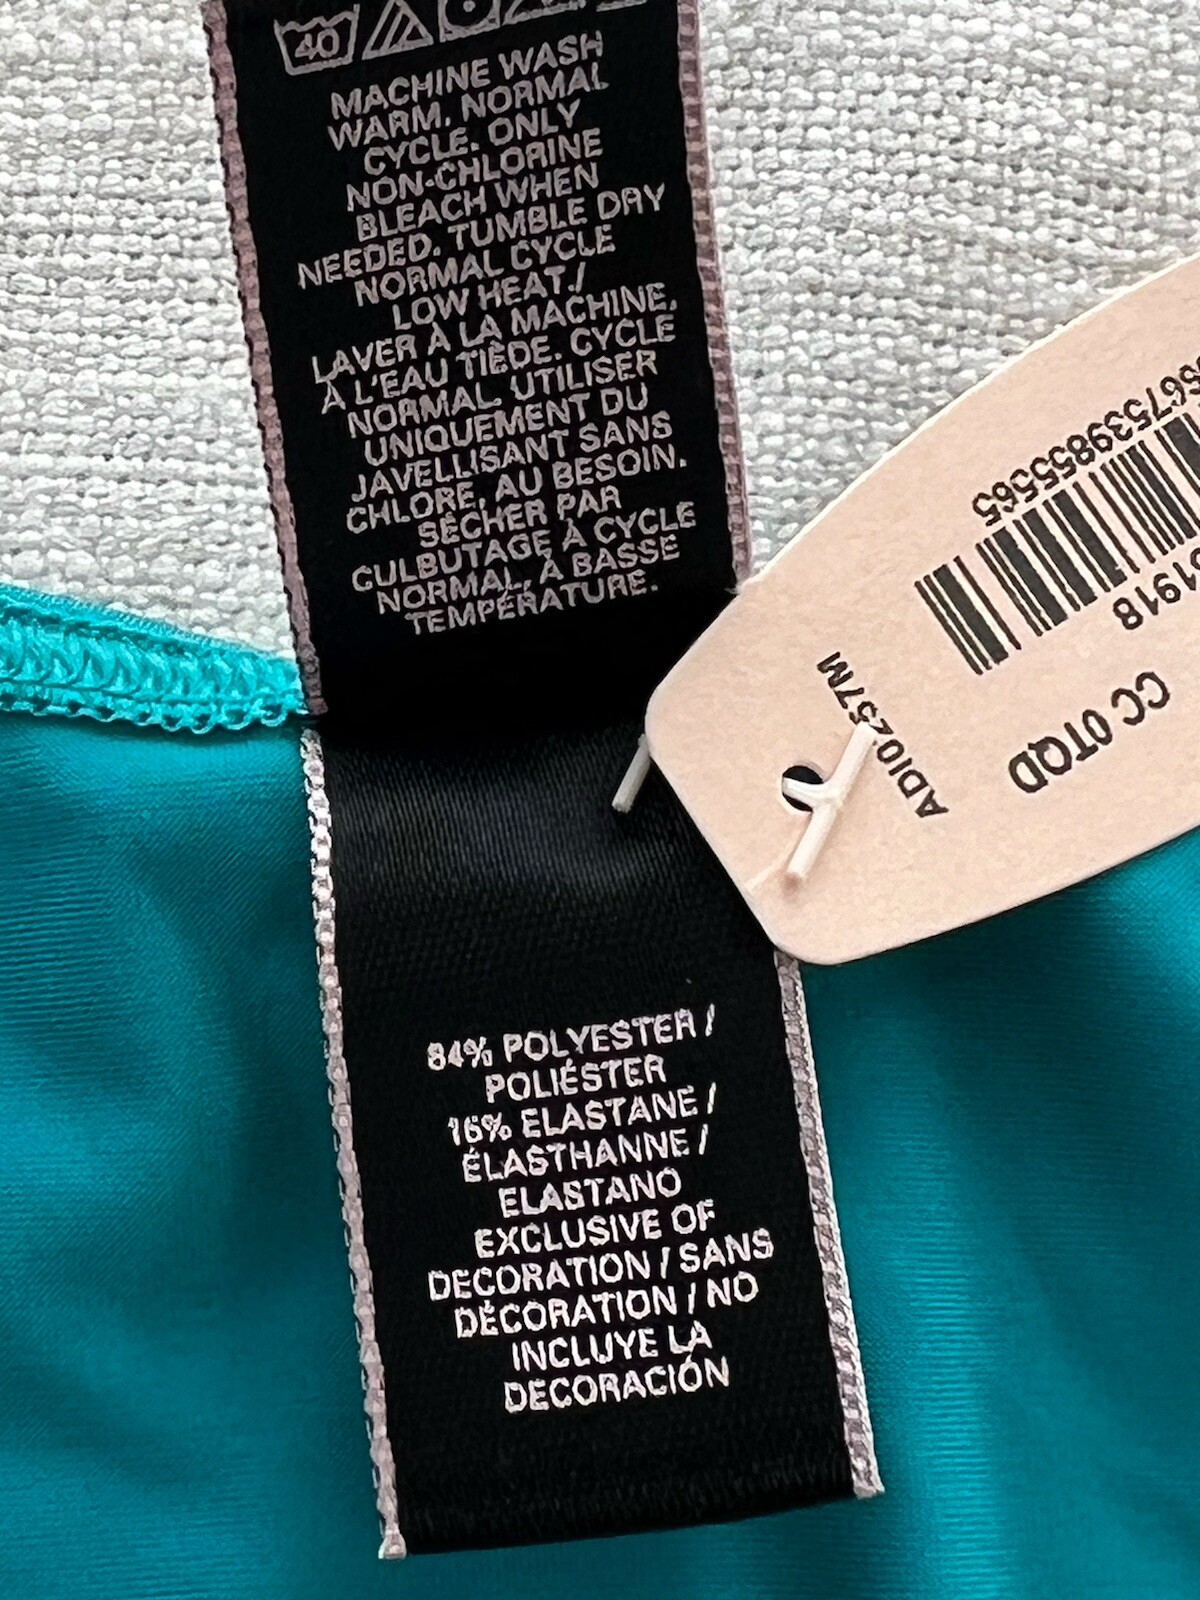 40
MACHINE WASH
WARM, NORMAL
CYCLE. ONLY
NON-CHLORINE
BLEACH WHEN
NEEDED. TUMBLE DRY
NORMAL CYCLE
LOW HEAT./
LAVER À LA MACHINE,
À L'EAU TIÈDE. CYCLE
NORMAL. UTILISER
UNIQUEMENT DU
JAVELLISANT SANS
CHLORE, AU BESOIN.
SÉCHER PAR
CULBUTAGE À CYCLE
NORMAL, À BASSE
TEMPÉRATURE.
84% POLYESTER /
POLIÉSTER
16% ELASTANE /
ÉLASTHANNE /
ELASTANO
EXCLUSIVE OF
DECORATION / SANS
DÉCORATION / NO
INCLUYE LA
DECORACIÓN
ADI0257M
CC 0TQD